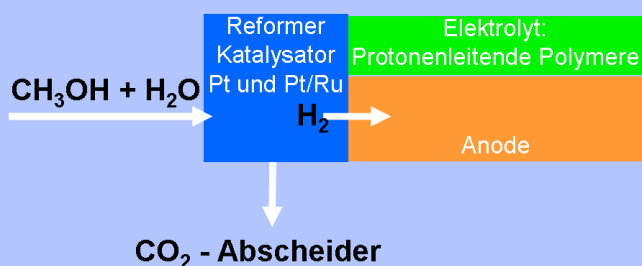 Reformer
Katalysator
Pt und Pt/Ru
Elektrolyt:
Protonenleitende Polymere
CH₃OH + H₂O
H₂
Anode
CO₂ - Abscheider